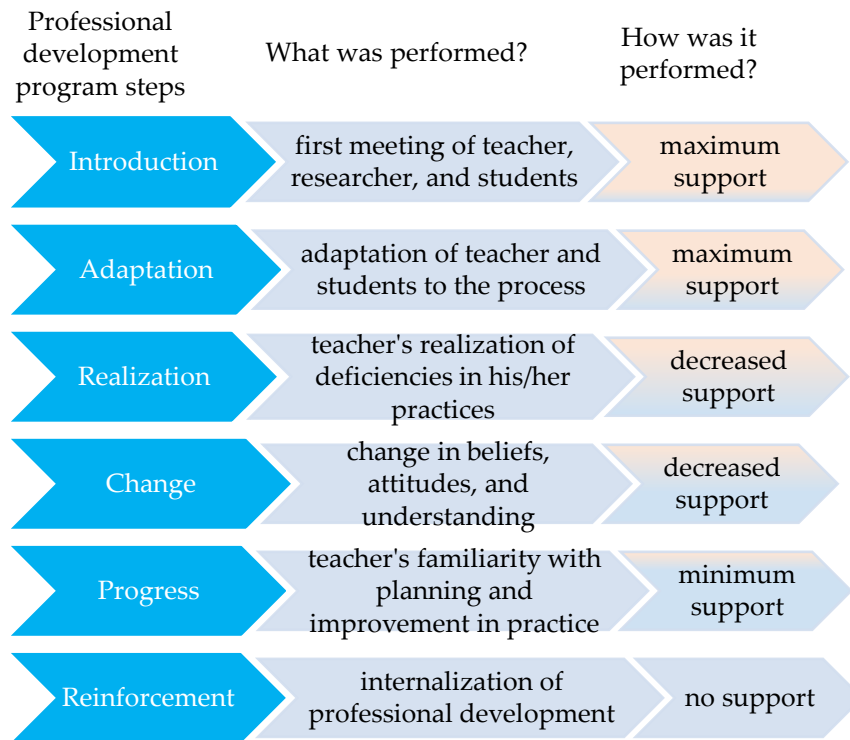 Professional
development
program steps
What was performed?
How was it
performed?
Introduction
first meeting of teacher,
researcher, and students
maximum
support
Adaptation
adaptation of teacher and
students to the process
maximum
support
Realization
teacher's realization of
deficiencies in his/her
practices
decreased
support
Change
change in beliefs,
attitudes, and
understanding
decreased
support
Progress
teacher's familiarity with
planning and
improvement in practice
minimum
support
Reinforcement
internalization of
professional development
no support